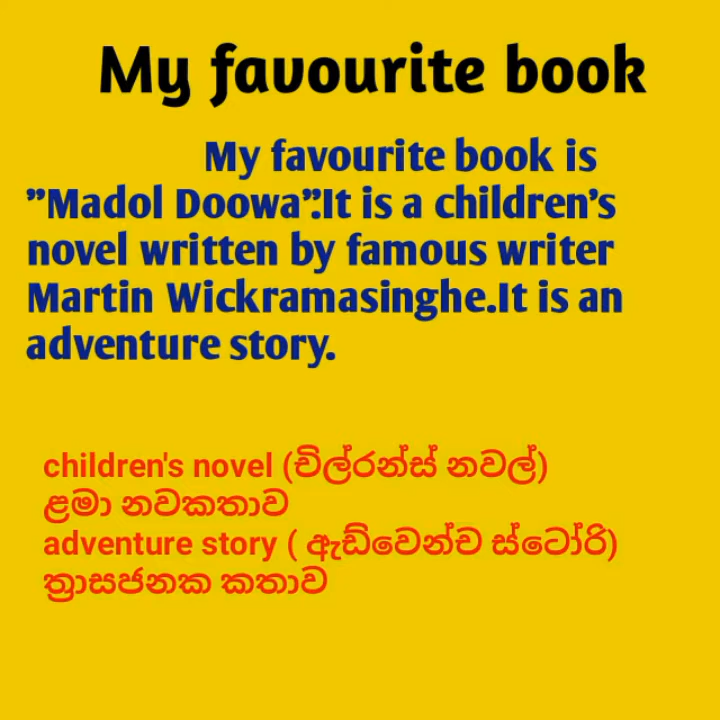 My favourite book
My favourite book is
”Madol Doowa”.It is a children’s
novel written by famous writer
Martin Wickramasinghe.It is an
adventure story.
children's novel (චිල්රන්ස් නවල්)
ළමා නවකතාව
adventure story ( ඇඩ්වෙන්ච ස්ටෝරි)
ත්‍රාසජනක කතාව